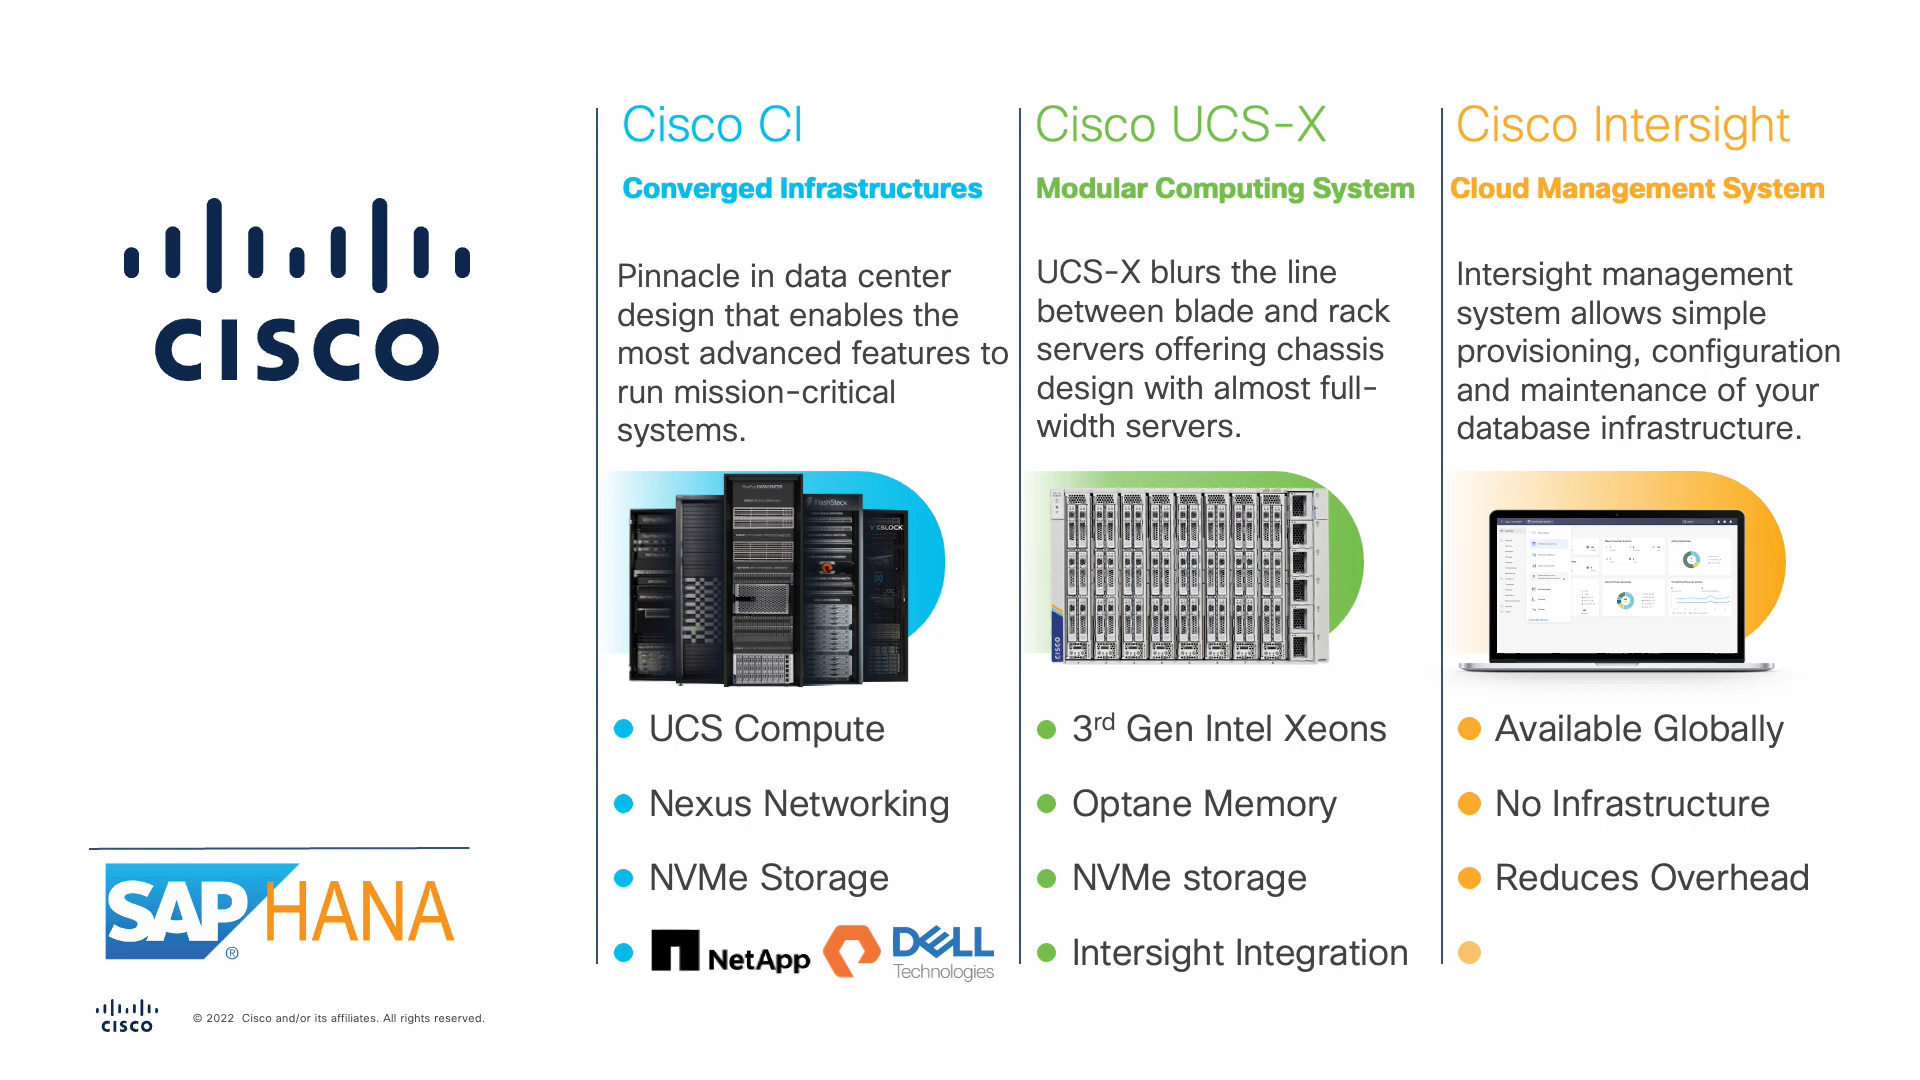 CISCO
SAP HANA
®
CISCO
© 2022 Cisco and/or its affiliates. All rights reserved.
Cisco CI
Converged Infrastructures
Pinnacle in data center
design that enables the
most advanced features to
run mission-critical
systems.
FlashStack
VXBLOCK
UCS Compute
Nexus Networking
NVMe Storage
NetApp
DELL
Technologies
Cisco UCS-X
Modular Computing System
UCS-X blurs the line
between blade and rack
servers offering chassis
design with almost full-
width servers.
CISCO
3rd Gen Intel Xeons
Optane Memory
NVMe storage
Intersight Integration
Cisco Intersight
Cloud Management System
Intersight management
system allows simple
provisioning, configuration
and maintenance of your
database infrastructure.
Available Globally
No Infrastructure
Reduces Overhead